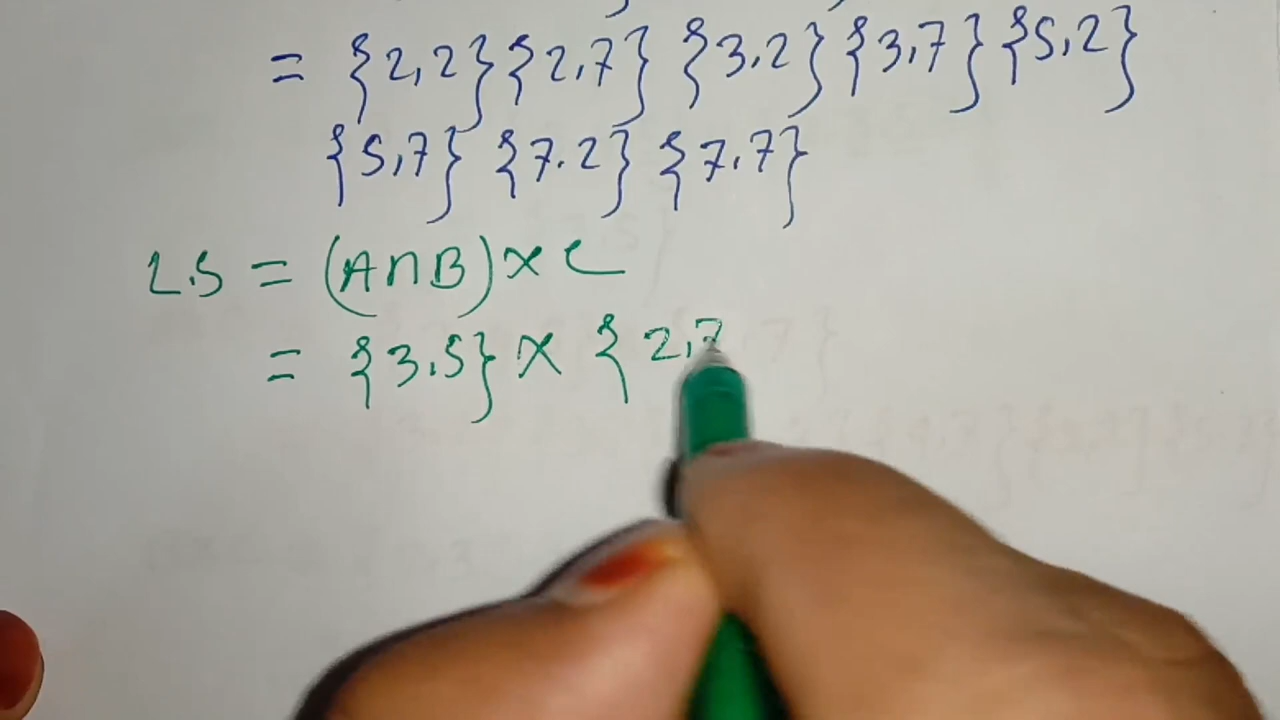 = {2,2} {2,7} {3.2} {3,7} {5,2}
{5,7} {7.2} {7,7}
L.S = (A∩B)×C
= {3.5} × {2,7